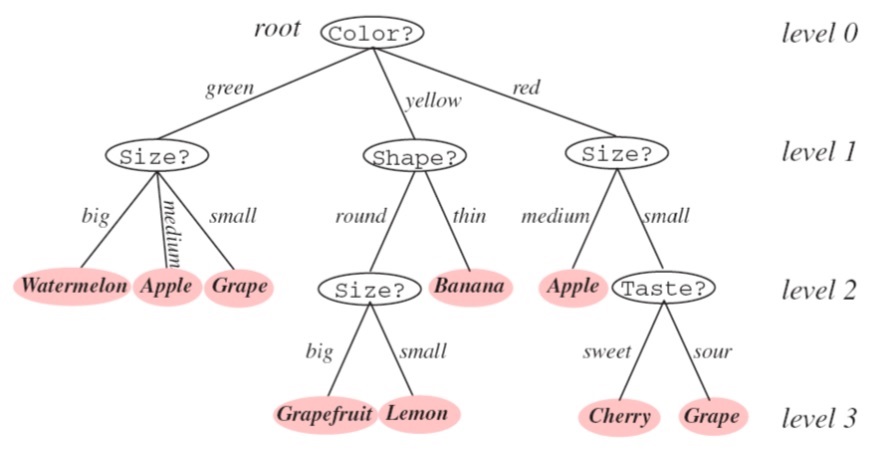 root Color? level 0
green yellow red
Size? Shape? Size? level 1
big medium small round thin medium small
Watermelon Apple Grape Size? Banana Apple Taste? level 2
big small sweet sour
Grapefruit Lemon Cherry Grape level 3